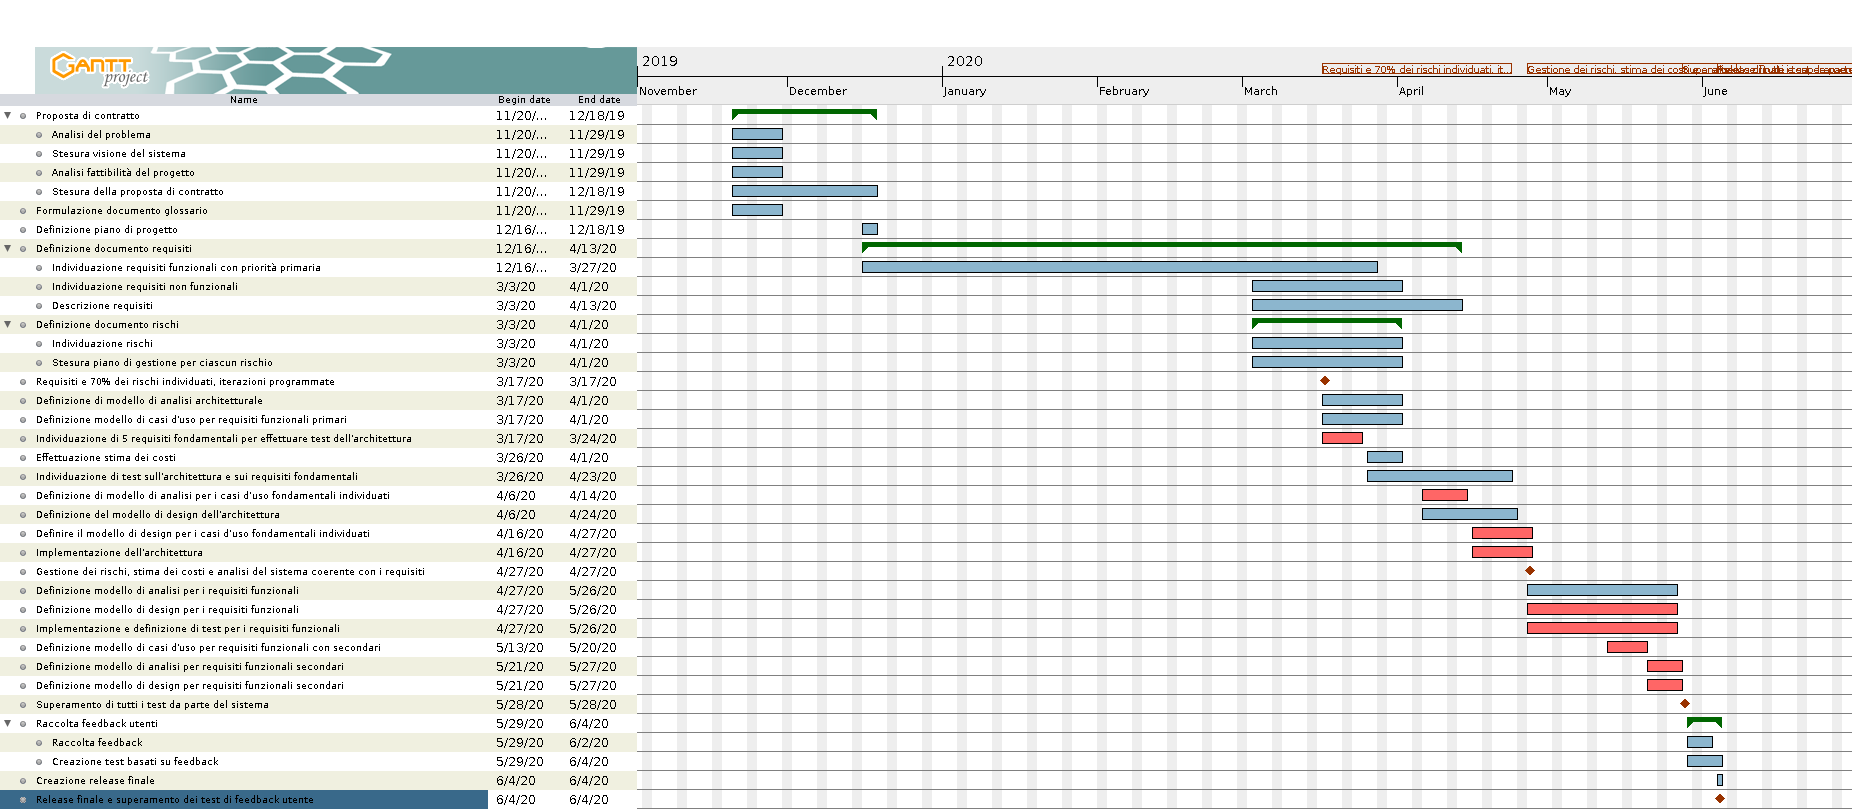 GANTT
project
2019 2020
Requisiti e 70% dei rischi individuati, it... Gestione dei rischi, stima dei costi
November December January February March April May June
Name Begin date End date
Proposta di contratto 11/20/... 12/18/19
Analisi del problema 11/20/... 11/29/19
Stesura visione del sistema 11/20/... 11/29/19
Analisi fattibilità del progetto 11/20/... 11/29/19
Stesura della proposta di contratto 11/20/... 12/18/19
Formulazione documento glossario 11/20/... 11/29/19
Definizione piano di progetto 12/16/... 12/18/19
Definizione documento requisiti 12/16/... 4/13/20
Individuazione requisiti funzionali con priorità primaria 12/16/... 3/27/20
Individuazione requisiti non funzionali 3/3/20 4/1/20
Descrizione requisiti 3/3/20 4/13/20
Definizione documento rischi 3/3/20 4/1/20
Individuazione rischi 3/3/20 4/1/20
Stesura piano di gestione per ciascun rischio 3/3/20 4/1/20
Requisiti e 70% dei rischi individuati, iterazioni programmate 3/17/20 3/17/20
Definizione di modello di analisi architetturale 3/17/20 4/1/20
Definizione modello di casi d'uso per requisiti funzionali primari 3/17/20 4/1/20
Individuazione di 5 requisiti fondamentali per effettuare test dell'architettura 3/17/20 3/24/20
Effettuazione stima dei costi 3/26/20 4/1/20
Individuazione di test sull'architettura e sui requisiti fondamentali 3/26/20 4/23/20
Definizione di modello di analisi per i casi d'uso fondamentali individuati 4/6/20 4/14/20
Definizione del modello di design dell'architettura 4/6/20 4/24/20
Definire il modello di design per i casi d'uso fondamentali individuati 4/16/20 4/27/20
Implementazione dell'architettura 4/16/20 4/27/20
Gestione dei rischi, stima dei costi e analisi del sistema coerente con i requisiti 4/27/20 4/27/20
Definizione modello di analisi per i requisiti funzionali 4/27/20 5/26/20
Definizione modello di design per i requisiti funzionali 4/27/20 5/26/20
Implementazione e definizione di test per i requisiti funzionali 4/27/20 5/26/20
Definizione modello di casi d'uso per requisiti funzionali con secondari 5/13/20 5/20/20
Definizione modello di analisi per requisiti funzionali secondari 5/21/20 5/27/20
Definizione modello di design per requisiti funzionali secondari 5/21/20 5/27/20
Superamento di tutti i test da parte del sistema 5/28/20 5/28/20
Raccolta feedback utenti 5/29/20 6/4/20
Raccolta feedback 5/29/20 6/2/20
Creazione test basati su feedback 5/29/20 6/4/20
Creazione release finale 6/4/20 6/4/20
Release finale e superamento dei test di feedback utente 6/4/20 6/4/20